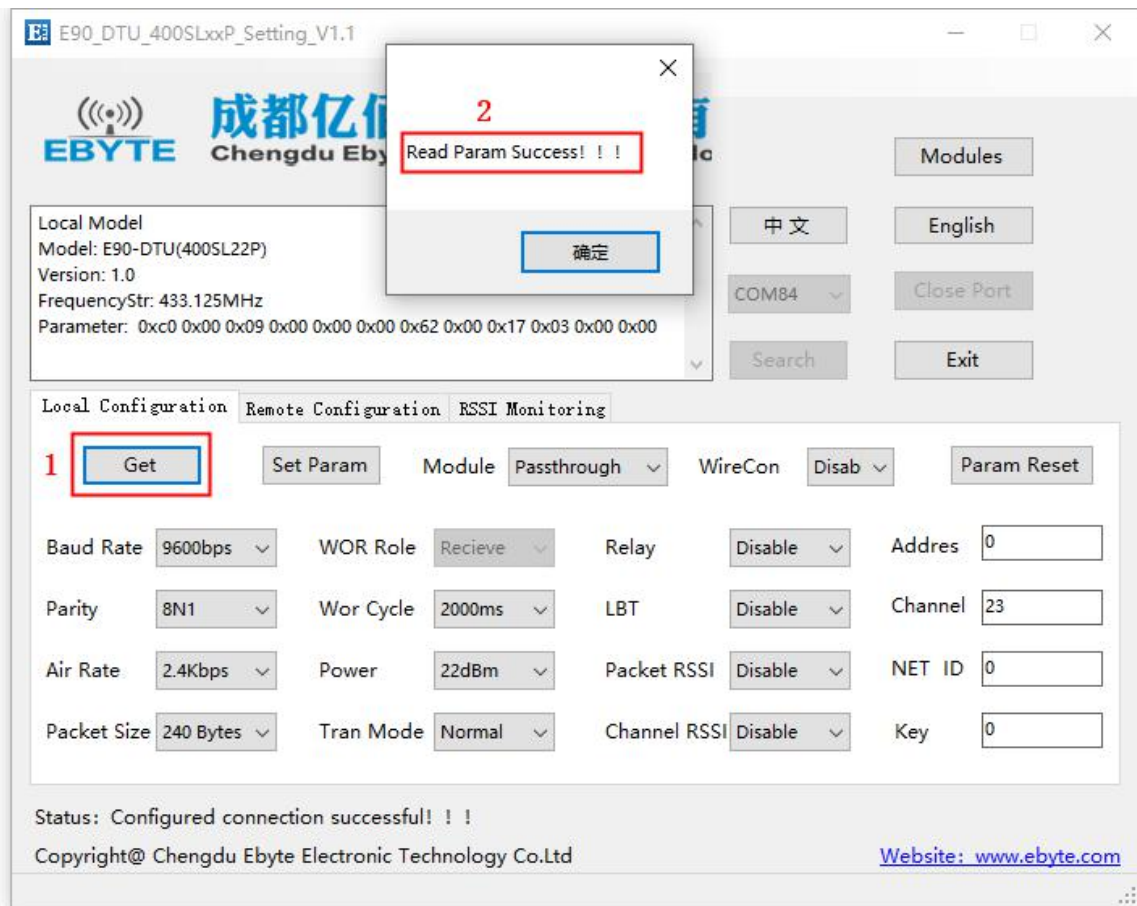 E90_DTU_400SLxxP_Setting_V1.1
EBYTE
成都亿佰
Chengdu Eby
2
Read Param Success! ! !
确定
Modules
Local Model
Model: E90-DTU(400SL22P)
Version: 1.0
FrequencyStr: 433.125MHz
Parameter: 0xc0 0x00 0x09 0x00 0x00 0x00 0x62 0x00 0x17 0x03 0x00 0x00
中文
English
COM84
Close Port
Search
Exit
Local Configuration Remote Configuration RSSI Monitoring
1 Get Set Param Module Passthrough WireCon Disab Param Reset
Baud Rate 9600bps WOR Role Recieve Relay Disable Addres 0
Parity 8N1 Wor Cycle 2000ms LBT Disable Channel 23
Air Rate 2.4Kbps Power 22dBm Packet RSSI Disable NET ID 0
Packet Size 240 Bytes Tran Mode Normal Channel RSSI Disable Key 0
Status: Configured connection successful! ! !
Copyright@ Chengdu Ebyte Electronic Technology Co.Ltd
Website: www.ebyte.com